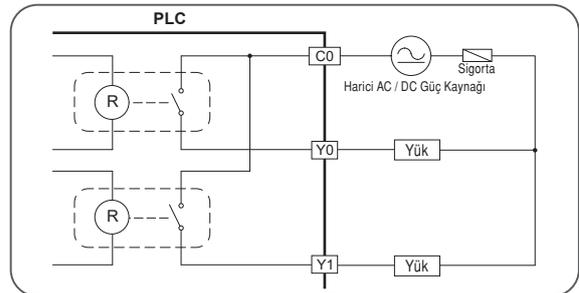 PLC
C0
Sigorta
Harici AC / DC Güç Kaynağı
R
Y0
Yük
R
Y1
Yük